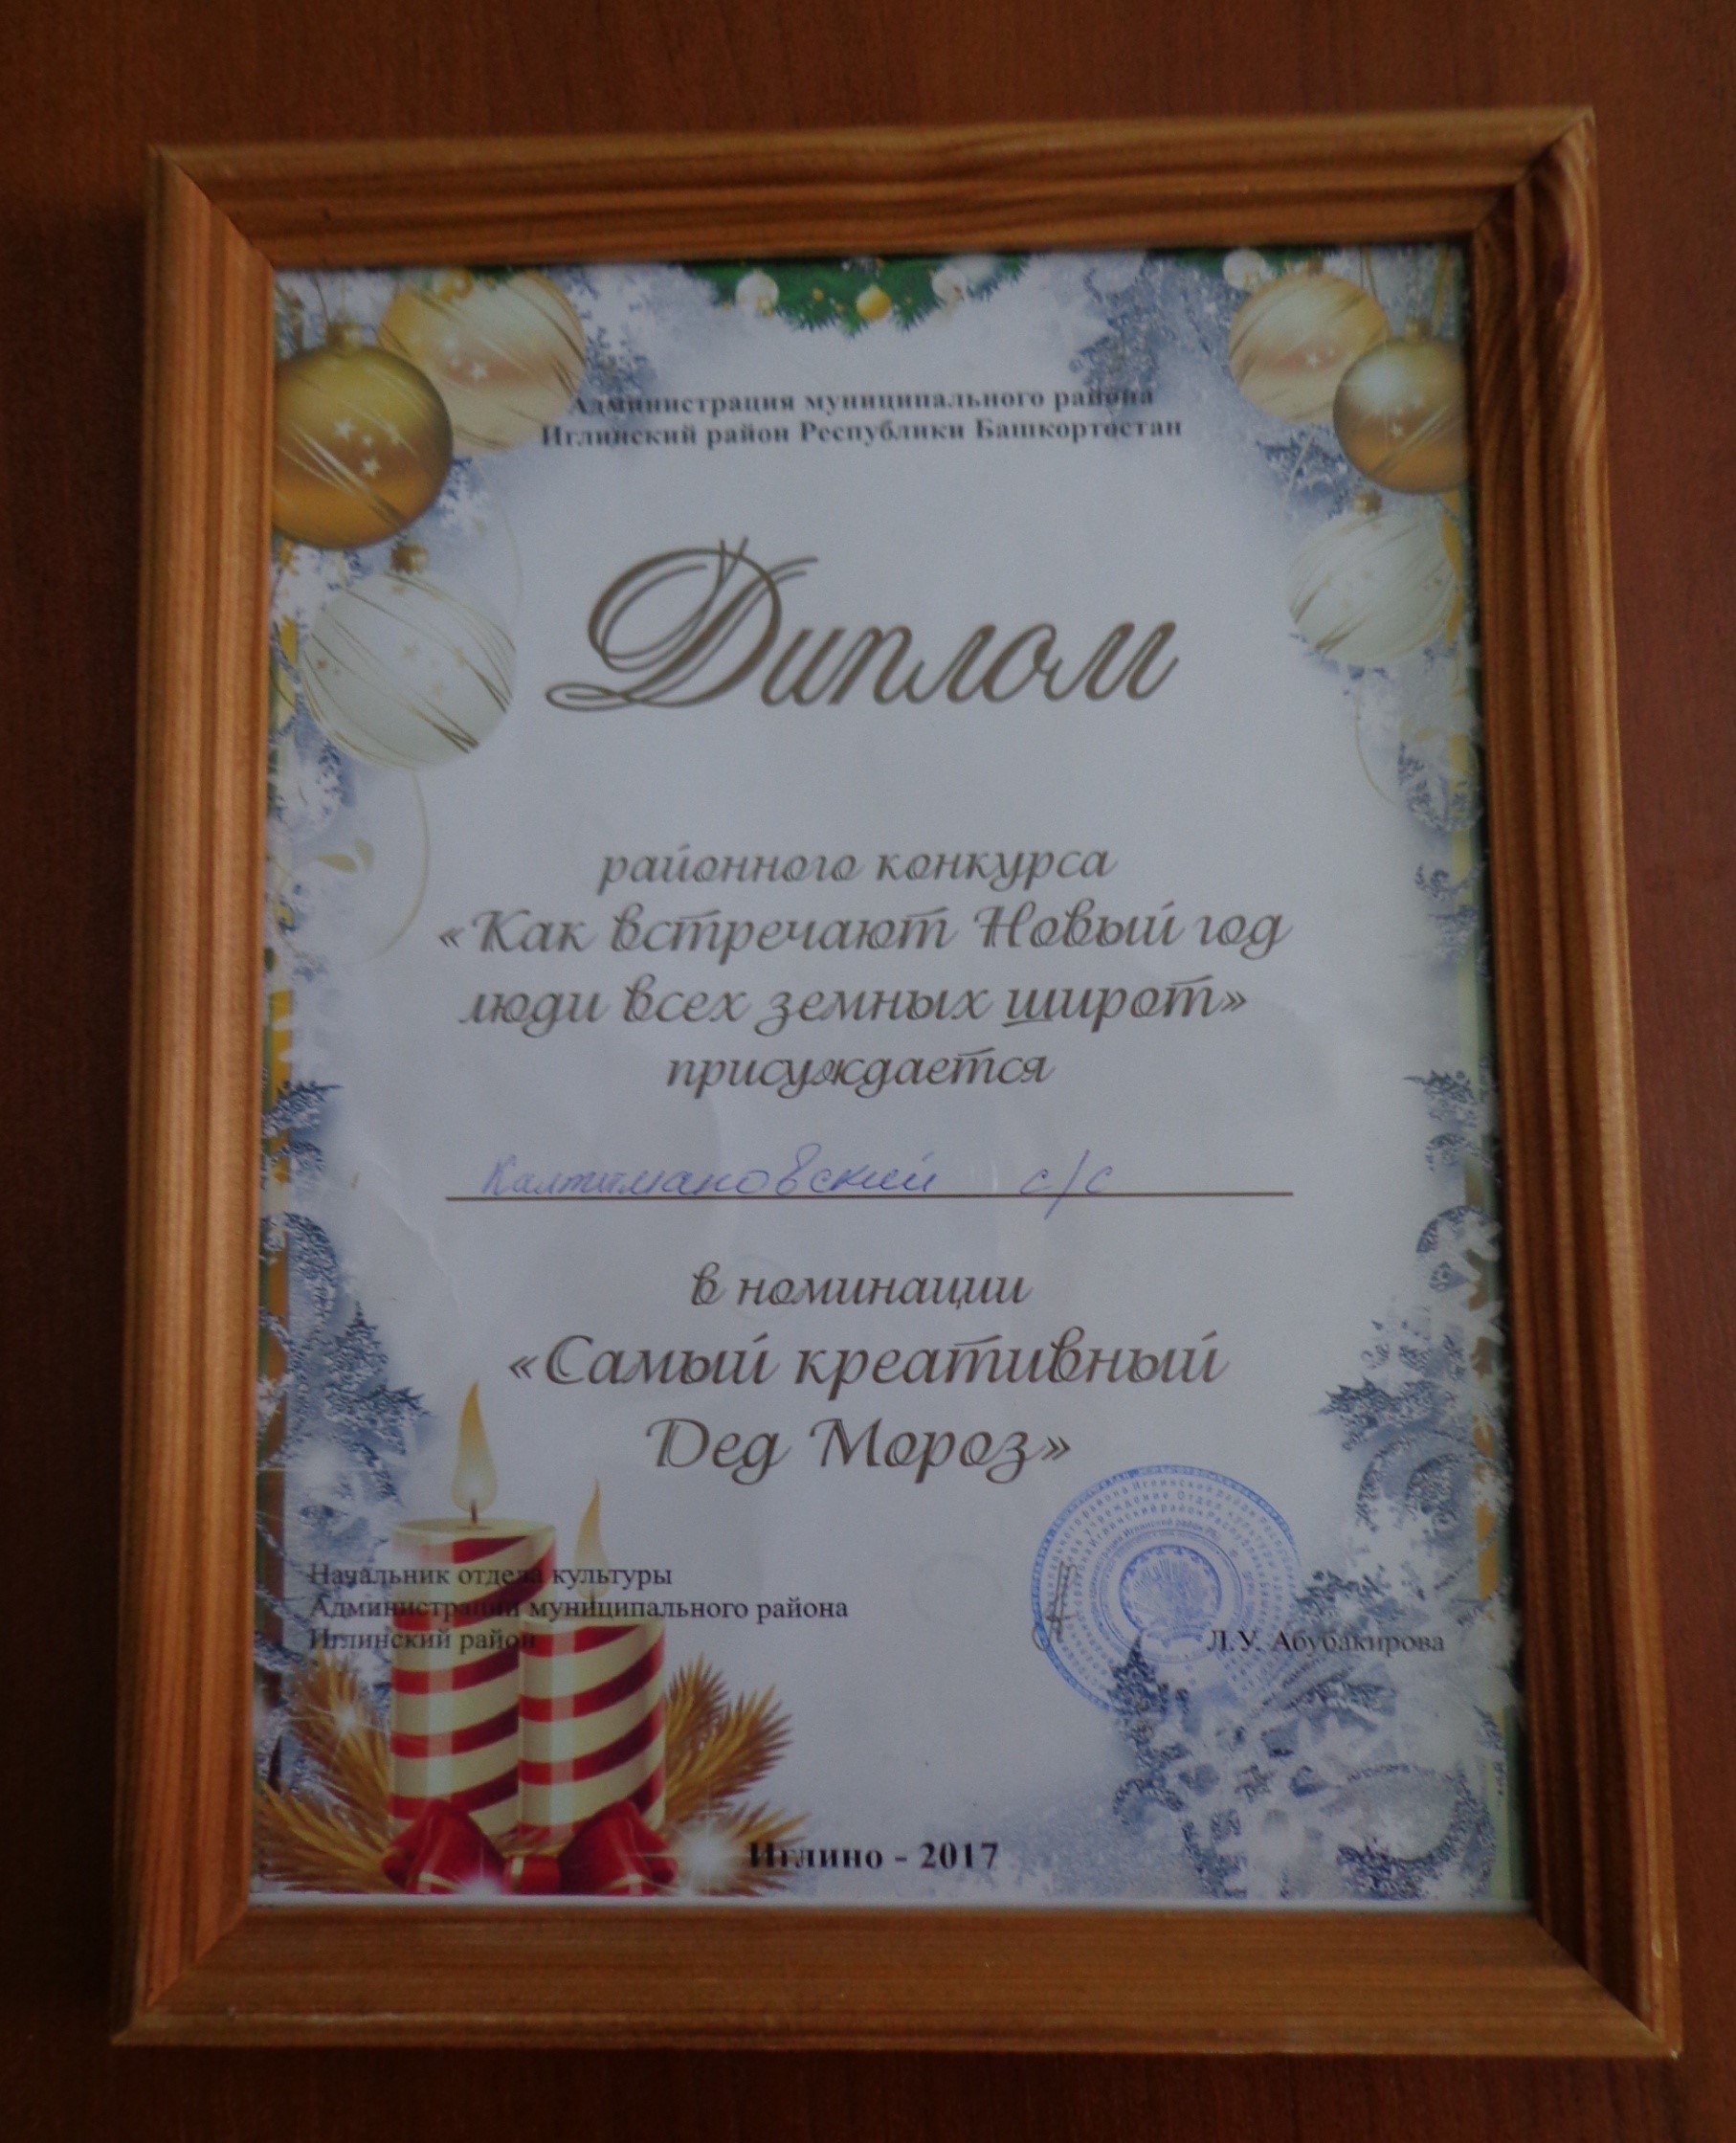 Администрация муниципального района
Иглинский район Республики Башкортостан
Диплом
районного конкурса
«Как встречают Новый год
люди всех земных широт»
присуждается
Калтымановский с/с
в номинации
«Самый креативный
Дед Мороз»
Начальник отдела культуры
Администрации муниципального района
Иглинский район
Л.У. Абубакирова
Иглино - 2017